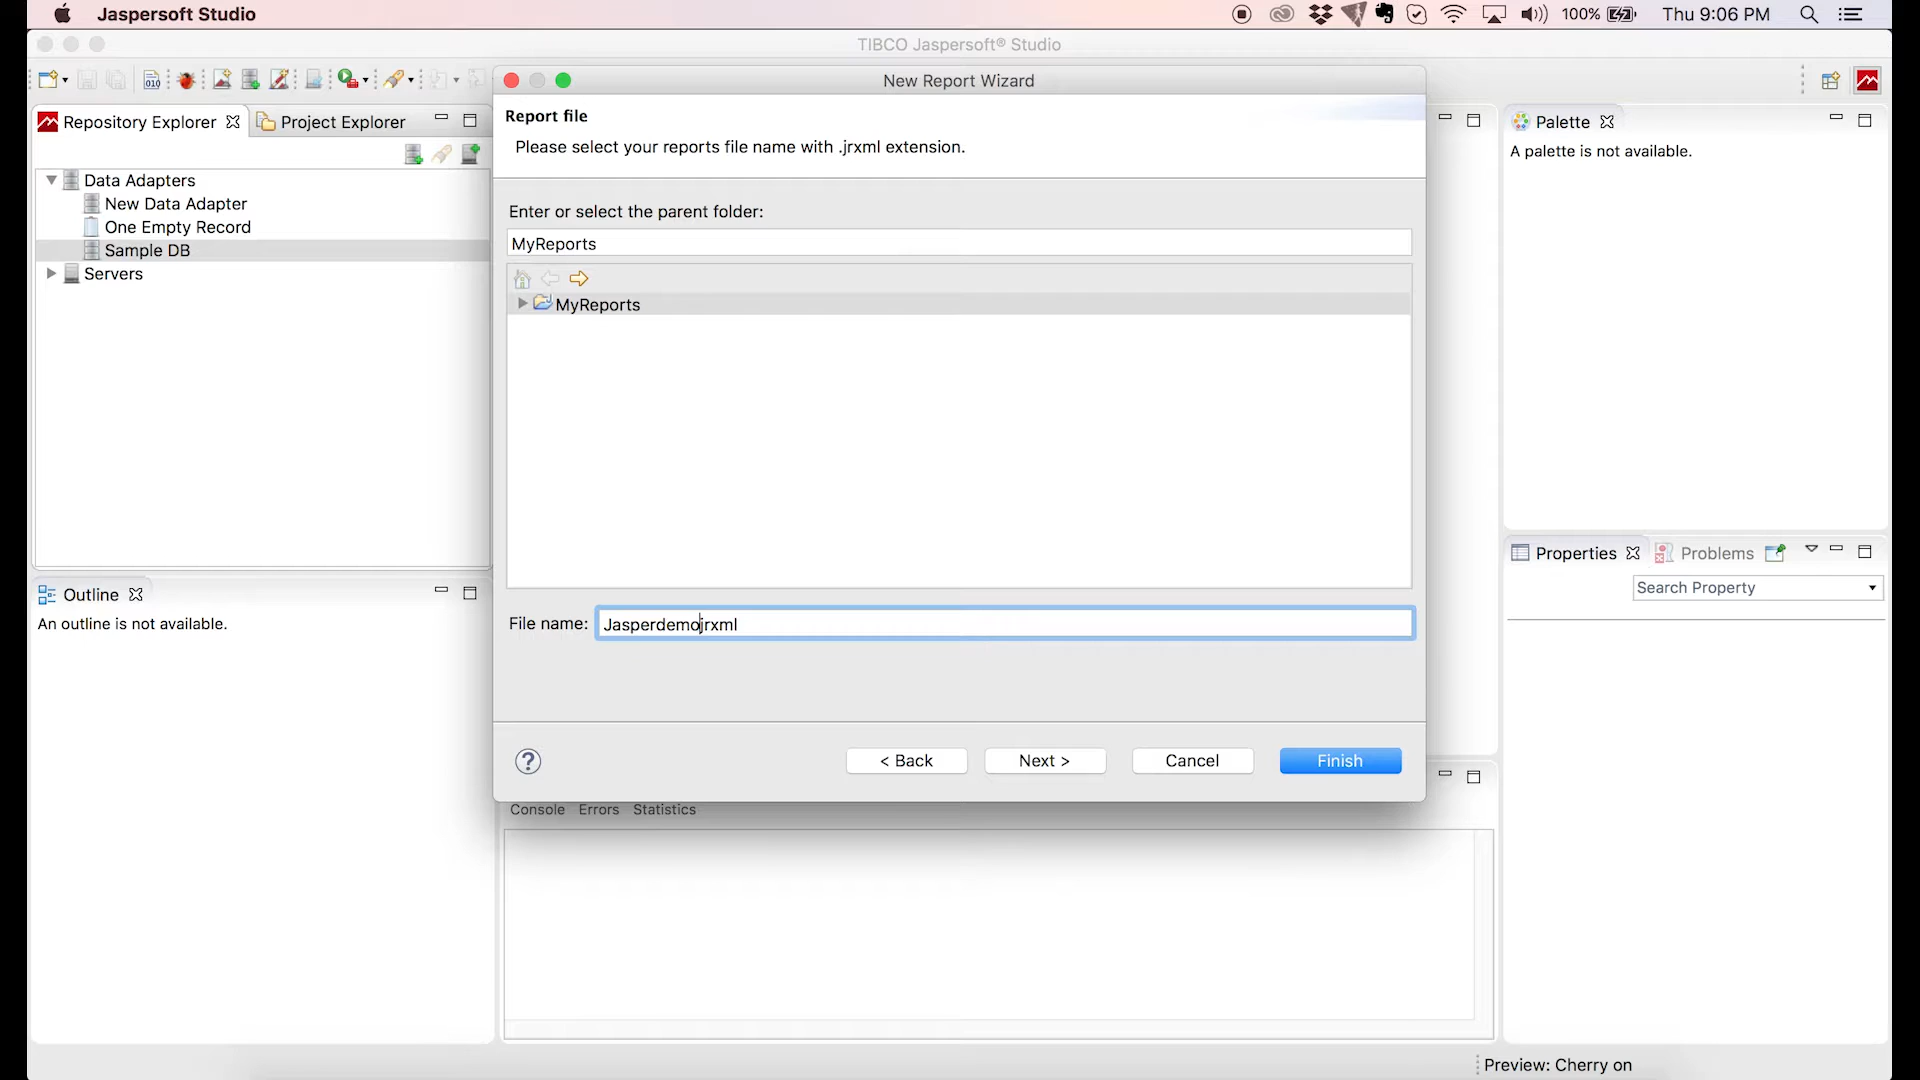 Jaspersoft Studio
100%
Thu 9:06 PM
TIBCO Jaspersoft® Studio
010
New Report Wizard
Repository Explorer
Project Explorer
Report file
Please select your reports file name with .jrxml extension.
Palette
A palette is not available.
Data Adapters
New Data Adapter
One Empty Record
Sample DB
Servers
Enter or select the parent folder:
MyReports
MyReports
Properties
Problems
Search Property
Outline
An outline is not available.
File name:
Jasperdemojrxml
?
< Back
Next >
Cancel
Finish
Console
Errors
Statistics
Preview: Cherry on